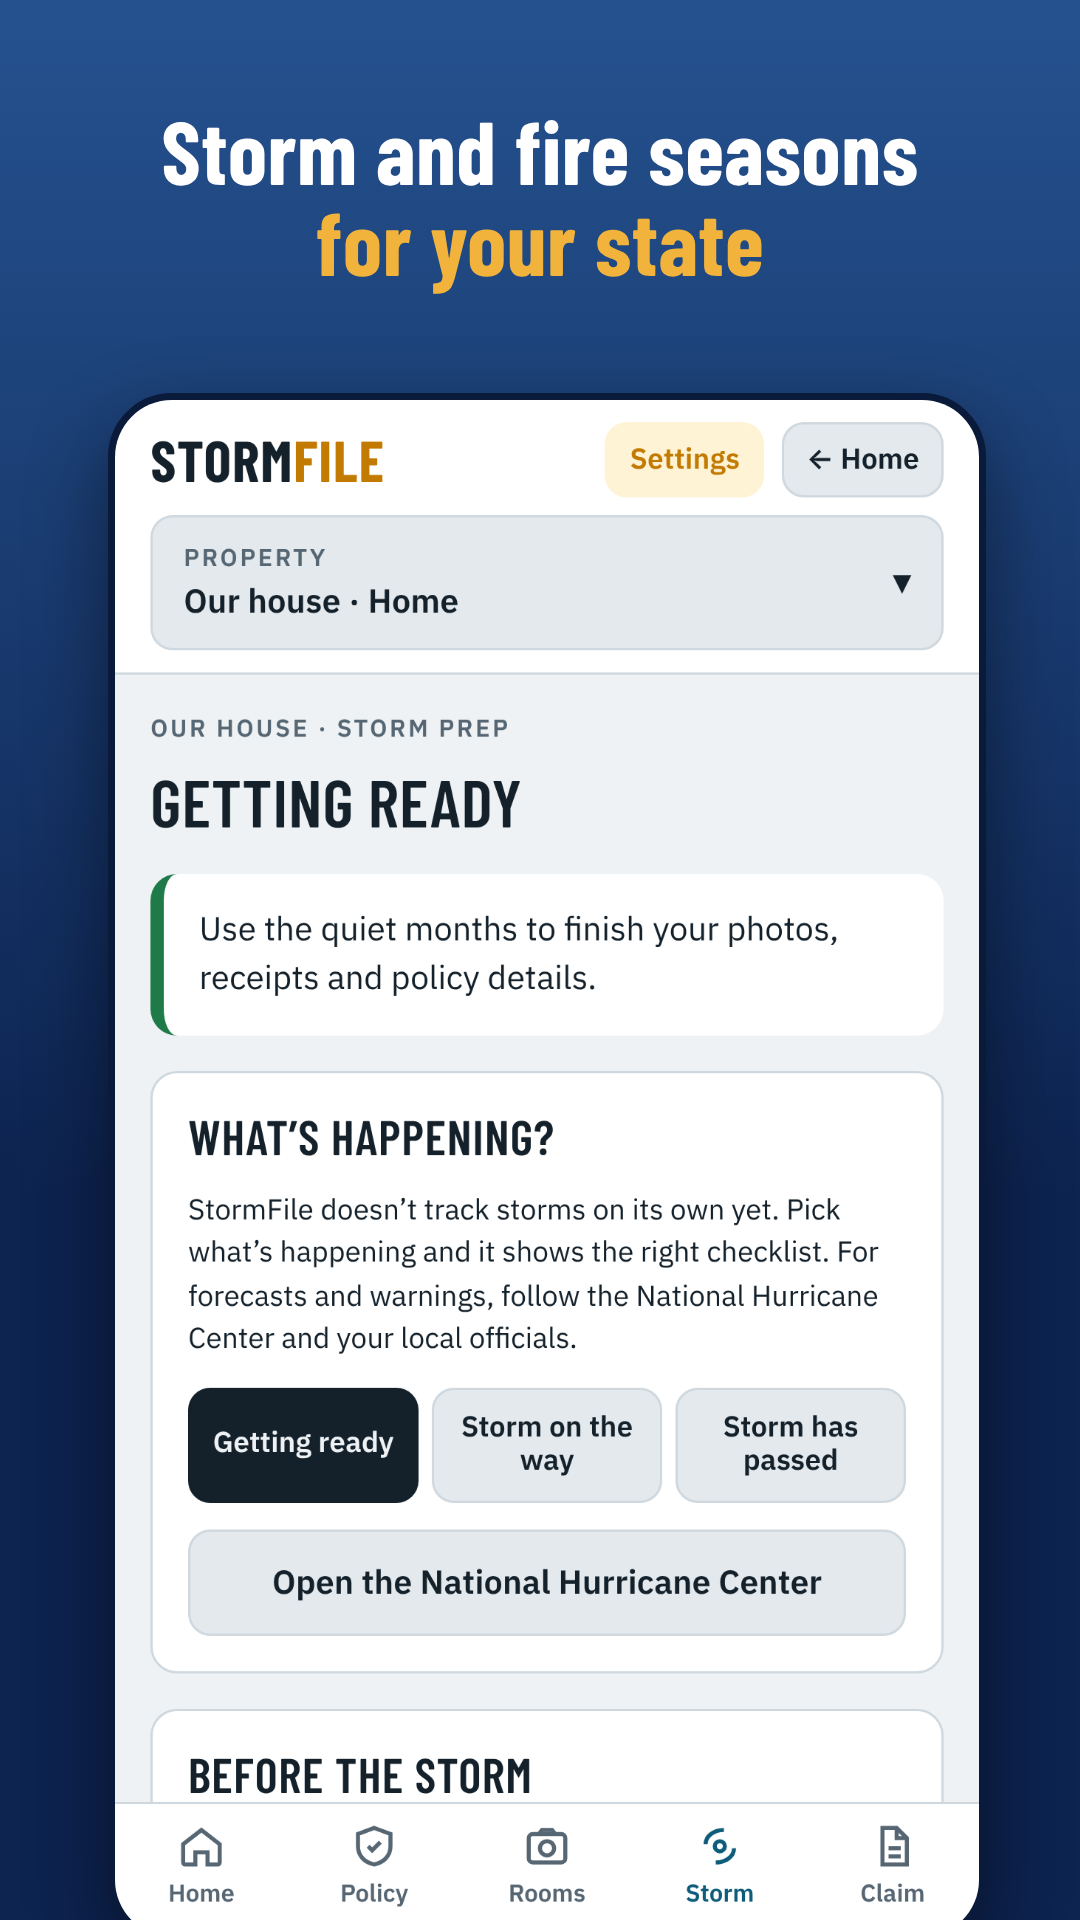 Storm and fire seasons
for your state
STORMFILE
Settings
← Home
PROPERTY
Our house · Home
▼
OUR HOUSE · STORM PREP
GETTING READY
Use the quiet months to finish your photos,
receipts and policy details.
WHAT’S HAPPENING?
StormFile doesn’t track storms on its own yet. Pick
what’s happening and it shows the right checklist. For
forecasts and warnings, follow the National Hurricane
Center and your local officials.
Getting ready
Storm on the
way
Storm has
passed
Open the National Hurricane Center
BEFORE THE STORM
Home
Policy
Rooms
Storm
Claim